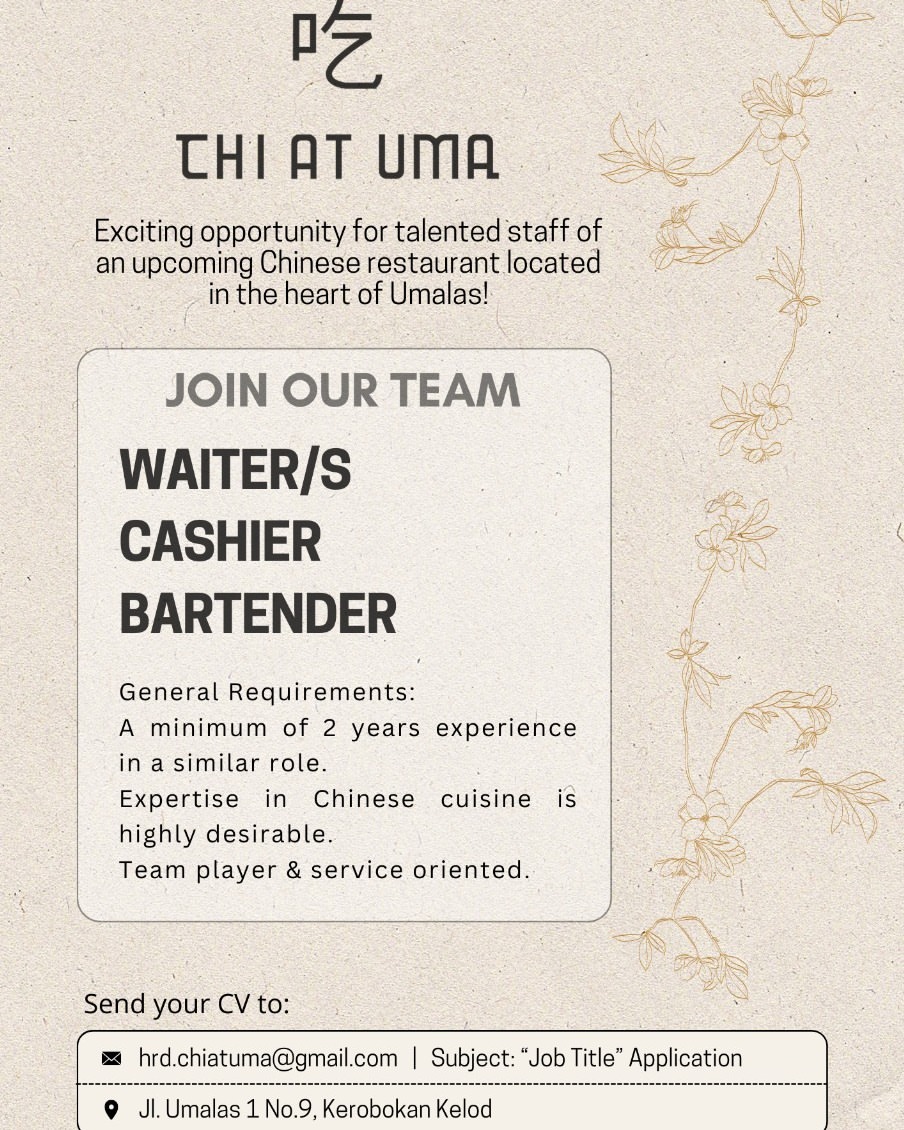 吃
CHI AT UMA
Exciting opportunity for talented staff of
an upcoming Chinese restaurant located
in the heart of Umalas!
JOIN OUR TEAM
WAITER/S
CASHIER
BARTENDER
General Requirements:
A minimum of 2 years experience
in a similar role.
Expertise in Chinese cuisine is
highly desirable.
Team player & service oriented.
Send your CV to:
hrd.chiatuma@gmail.com | Subject: “Job Title” Application
Jl. Umalas 1 No.9, Kerobokan Kelod